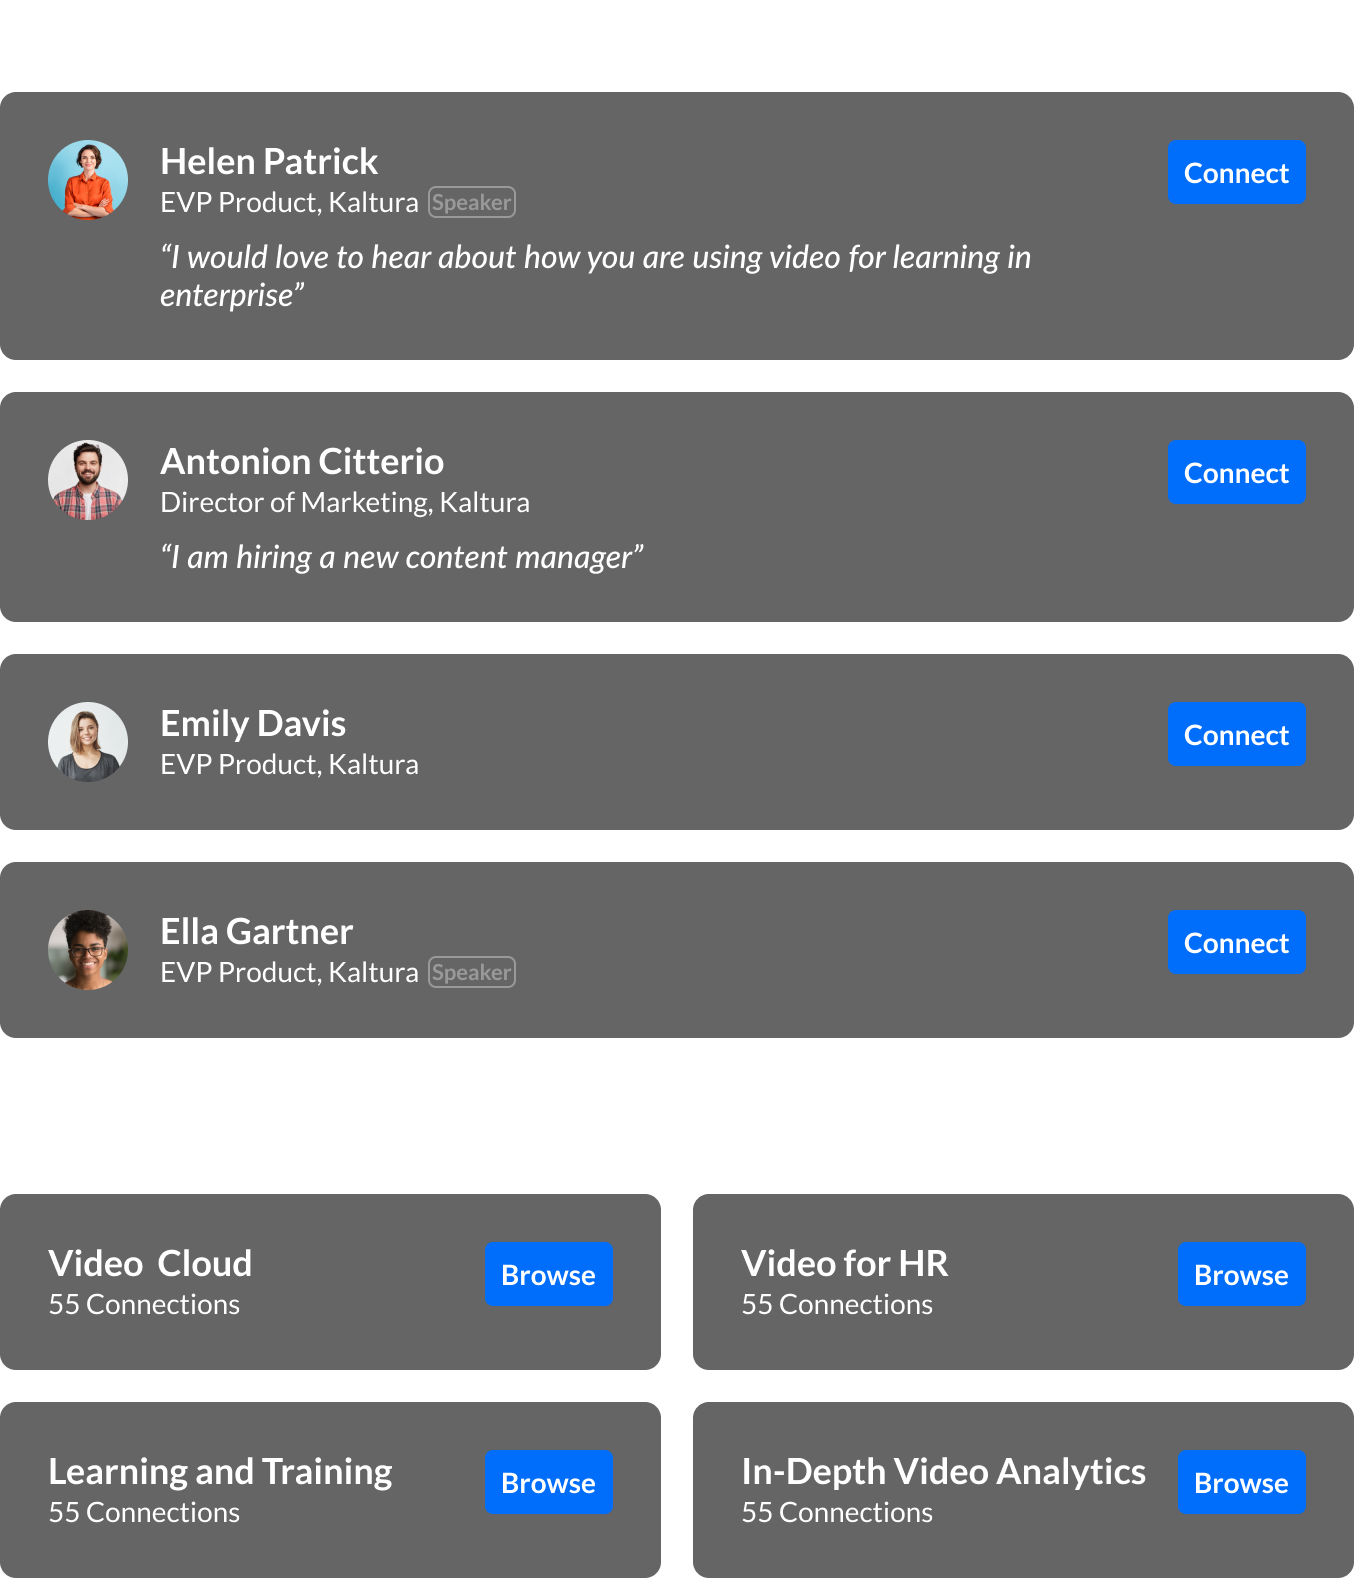 Helen Patrick
Connect
EVP Product, Kaltura Speaker
“I would love to hear about how you are using video for learning in
enterprise”
Antonion Citterio
Connect
Director of Marketing, Kaltura
“I am hiring a new content manager”
Emily Davis
Connect
EVP Product, Kaltura
Ella Gartner
Connect
EVP Product, Kaltura Speaker
Video  Cloud
Browse
55 Connections
Video for HR
Browse
55 Connections
Learning and Training
Browse
55 Connections
In-Depth Video Analytics
Browse
55 Connections